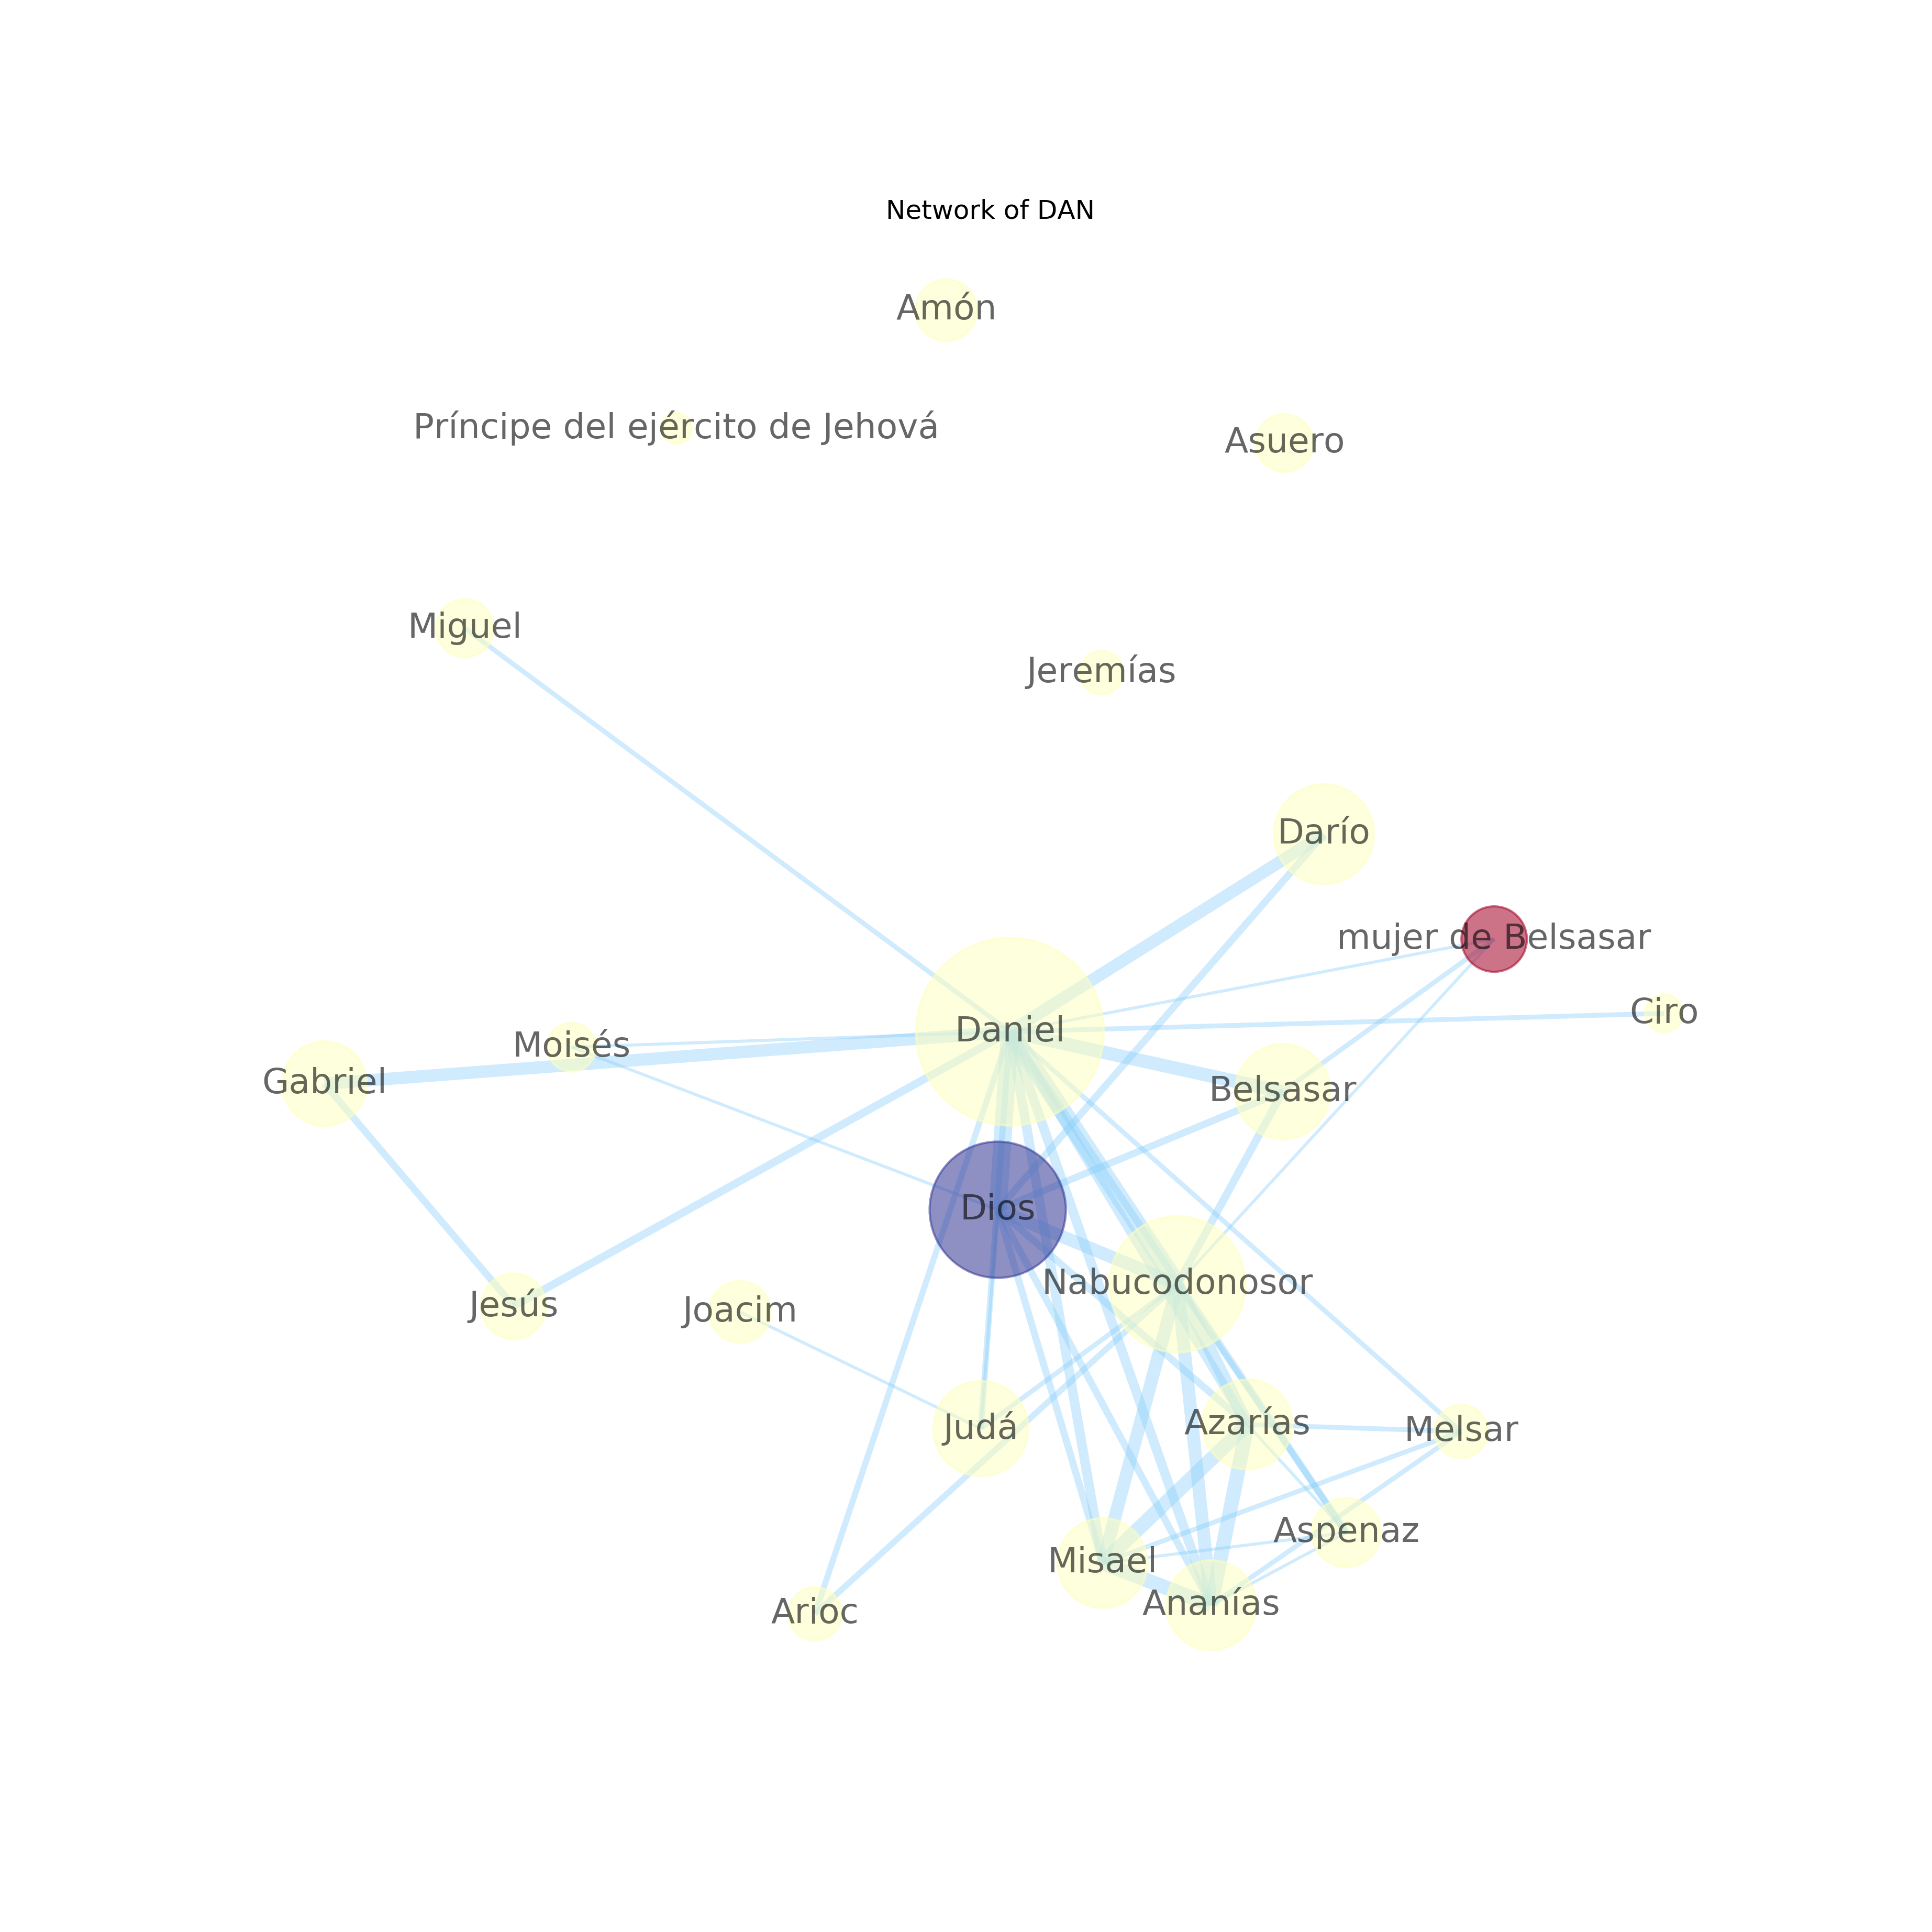 Network of DAN
Amón
Príncipe del ejército de Jehová
Asuero
Miguel
Jeremías
Darío
mujer de Belsasar
Ciro
Daniel
Moisés
Gabriel
Belsasar
Dios
Nabucodonosor
Jesús
Joacim
Judá
Azarías
Melsar
Aspenaz
Misael
Ananías
Arioc